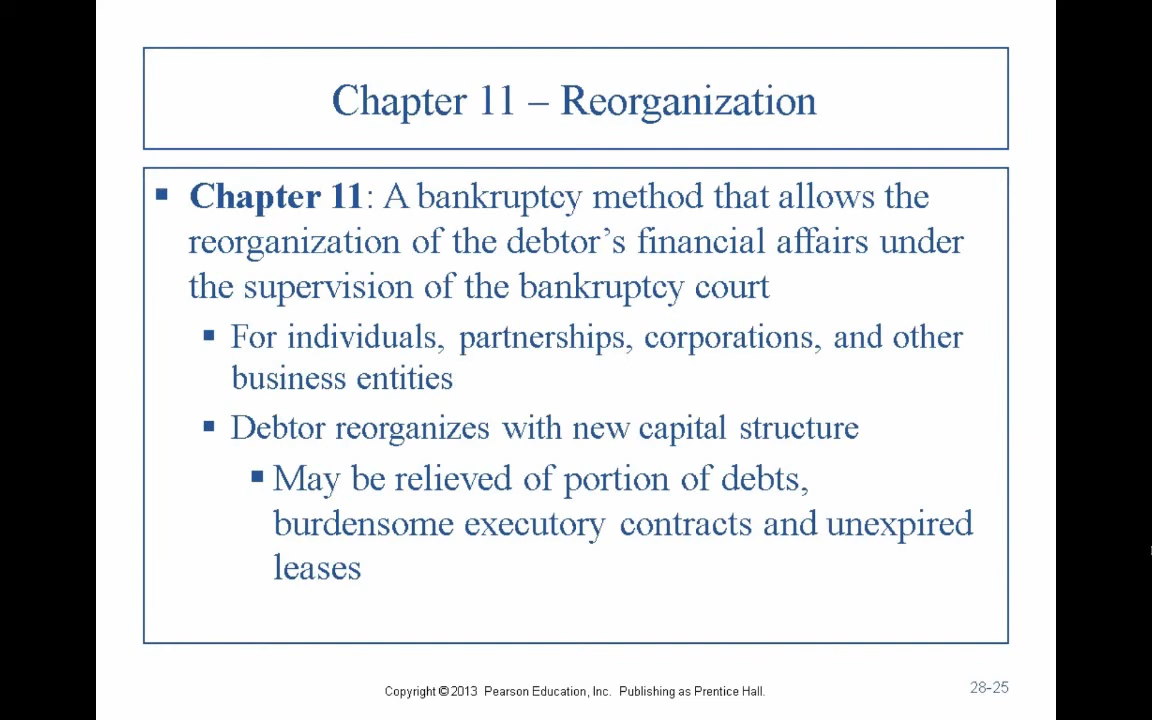 Chapter 11 – Reorganization
▪ Chapter 11: A bankruptcy method that allows the
reorganization of the debtor’s financial affairs under
the supervision of the bankruptcy court
▪ For individuals, partnerships, corporations, and other
business entities
▪ Debtor reorganizes with new capital structure
▪ May be relieved of portion of debts,
burdensome executory contracts and unexpired
leases
Copyright © 2013 Pearson Education, Inc. Publishing as Prentice Hall.
28-25